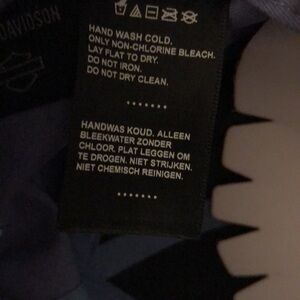 DAVIDSON
HAND WASH COLD.
ONLY NON-CHLORINE BLEACH.
LAY FLAT TO DRY.
DO NOT IRON.
DO NOT DRY CLEAN.
HANDWAS KOUD. ALLEEN
BLEEKWATER ZONDER
CHLOOR. PLAT LEGGEN OM
TE DROGEN. NIET STRIJKEN.
NIET CHEMISCH REINIGEN.